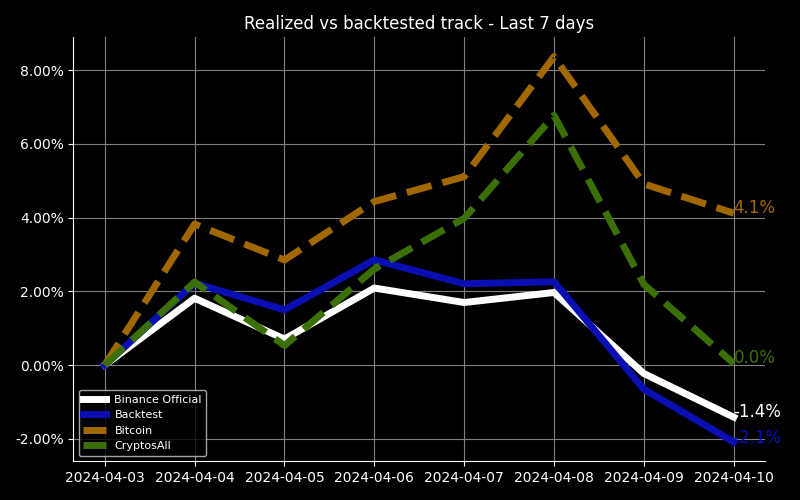 Realized vs backtested track - Last 7 days
8.00%
6.00%
4.00%
2.00%
0.00%
-2.00%
4.1%
0.0%
-1.4%
-2.1%
Binance Official
Backtest
Bitcoin
CryptosAll
2024-04-03 2024-04-04 2024-04-05 2024-04-06 2024-04-07 2024-04-08 2024-04-09 2024-04-10